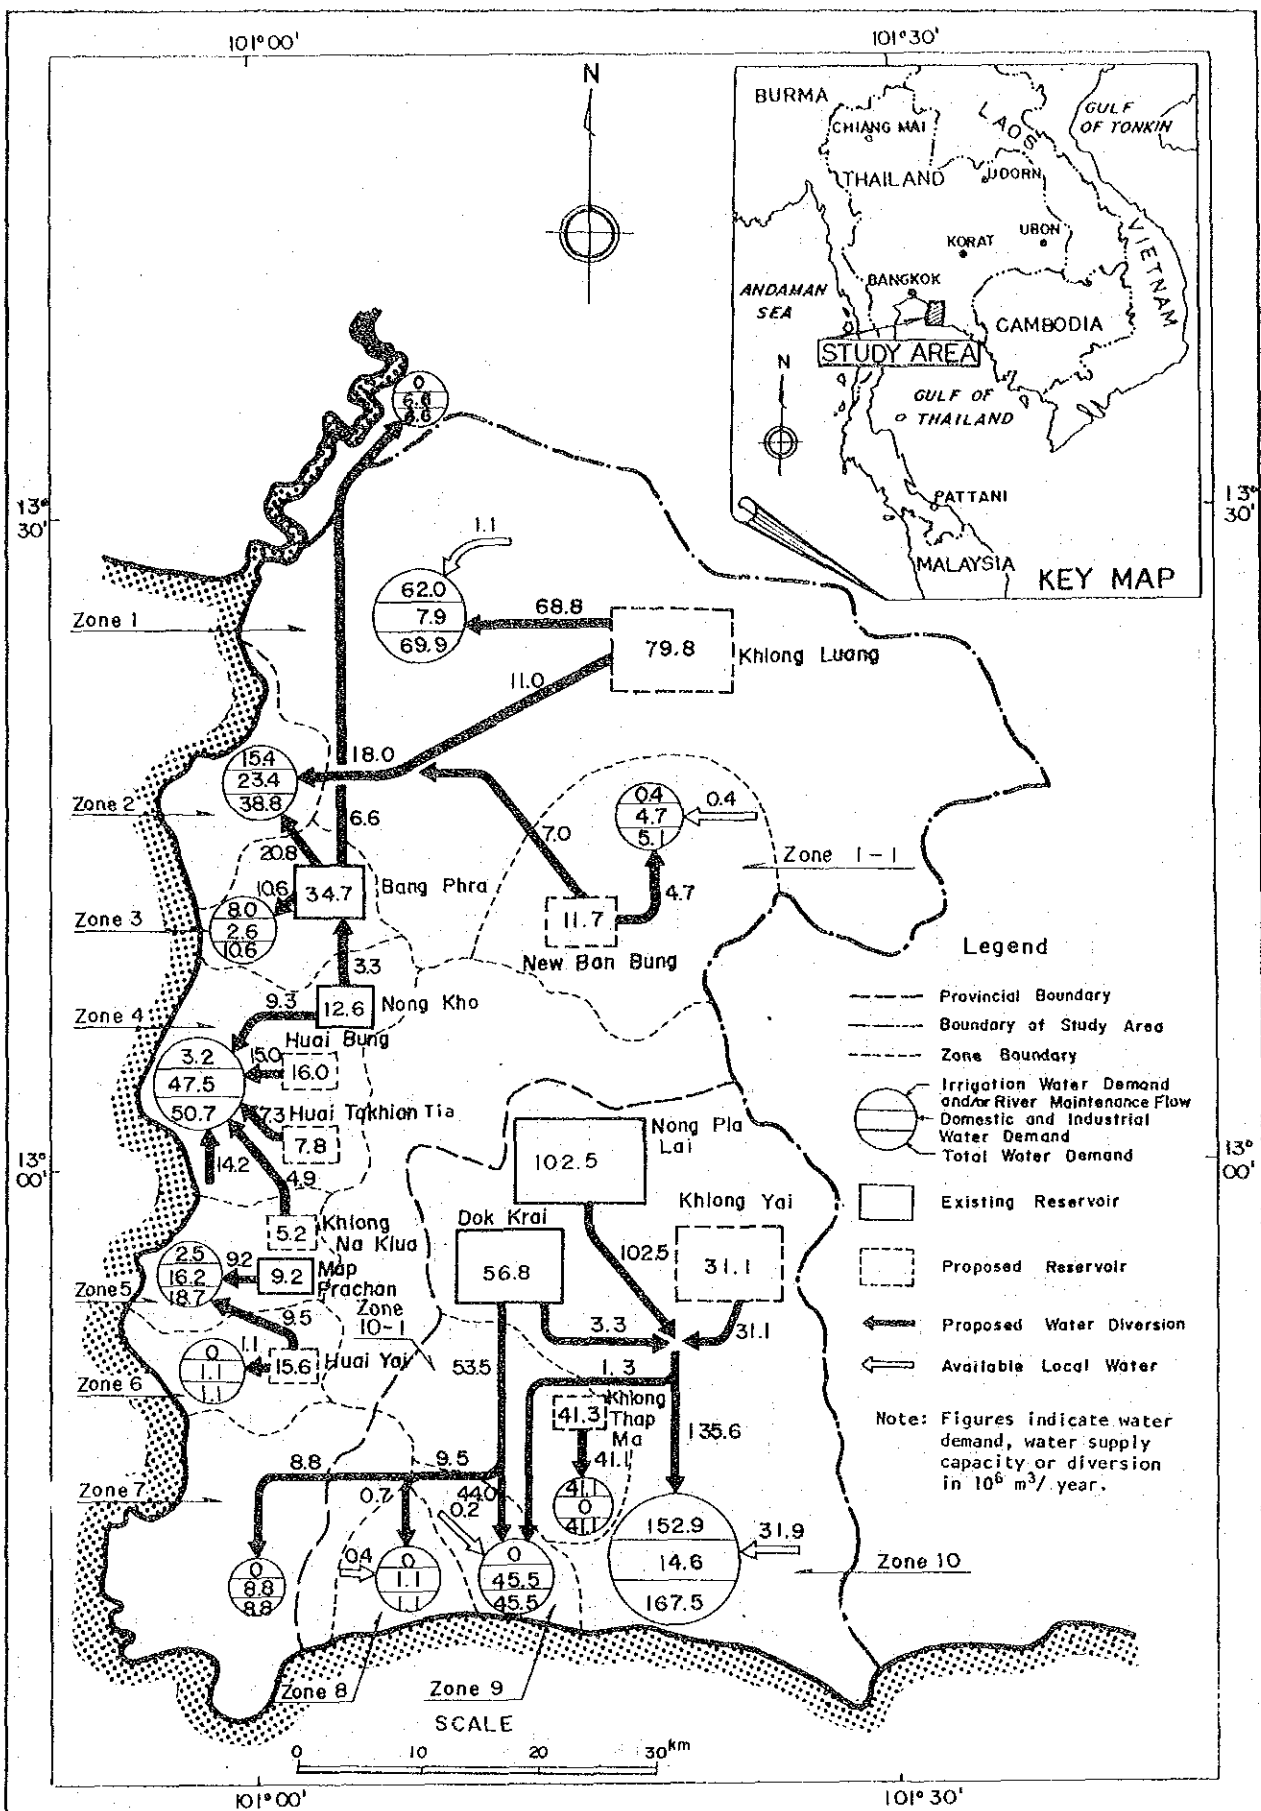 101°00'
101°30'
N
BURMA
CHIANG MAI
LAOS
GULF
OF TONKIN
THAILAND
UDORN
KORAT
UBON
VIETNAM
BANGKOK
ANDAMAN
SEA
CAMBODIA
STUDY AREA
N
GULF OF
THAILAND
PATTANI
MALAYSIA
KEY MAP
13°
30'
13°
30'
0
6.6
6.6
1.1
62.0
7.9
69.9
68.8
79.8
Khlong Luang
Zone 1
11.0
18.0
15.4
23.4
38.8
Zone 2
6.6
20.8
7.0
0.4
4.7
5.1
0.4
Zone 1-1
4.7
34.7
Bang Phra
10.6
8.0
2.6
10.6
Zone 3
11.7
New Ban Bung
3.3
12.6
Nong Kho
9.3
Zone 4
Huai Bung
15.0
16.0
3.2
47.5
50.7
7.3
Huai Takhian Tia
7.8
14.2
4.9
13°
00'
13°
00'
5.2
Khlong
Na Klua
2.5
16.2
18.7
9.2
9.2
Map
Prachan
Zone 5
9.5
Zone
10-1
1.1
15.6
Huai Yai
0
1.1
1.1
Zone 6
Nong Pla
Lai
102.5
Khlong Yai
Dok Krai
56.8
102.5
31.1
3.3
31.1
53.5
1.3
41.3
Khlong
Thap
Ma
135.6
41.1
41.1
0
41.1
8.8
9.5
Zone 7
0.7
44.0
0.2
0
8.8
8.8
0.4
0
1.1
1.1
0
45.5
45.5
152.9
14.6
167.5
31.9
Zone 10
Zone 8
Zone 9
Legend
Provincial Boundary
Boundary of Study Area
Zone Boundary
Irrigation Water Demand
and/or River Maintenance Flow
Domestic and Industrial
Water Demand
Total Water Demand
Existing Reservoir
Proposed Reservoir
Proposed Water Diversion
Available Local Water
Note: Figures indicate water
demand, water supply
capacity or diversion
in 10⁶ m³/ year.
SCALE
0 10 20 30km
101°00'
101°30'